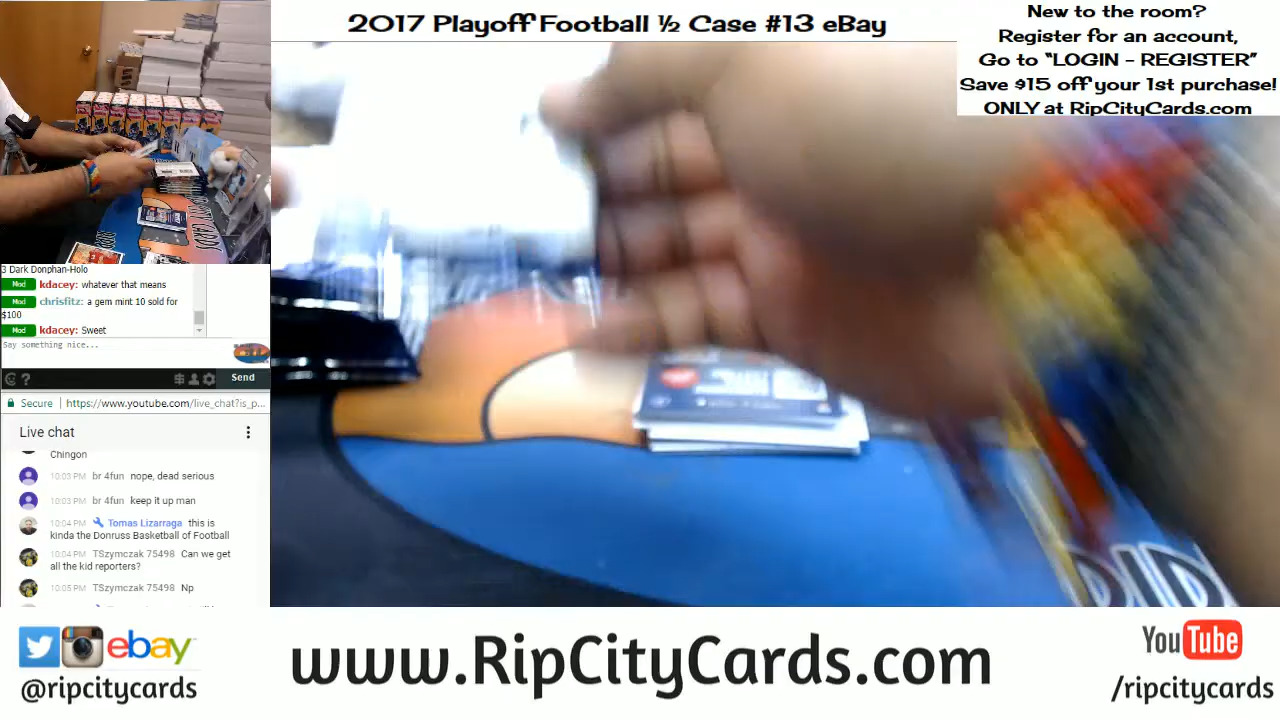 2017 Playoff Football ½ Case #13 eBay
New to the room?
Register for an account,
Go to “LOGIN - REGISTER”
Save $15 off your 1st purchase!
ONLY at RipCityCards.com
3 Dark Donphan-Holo
Mod kdacey: whatever that means
Mod chrisfitz: a gem mint 10 sold for
$100
Mod kdacey: Sweet
Say something nice...
Send
Secure https://www.youtube.com/live_chat?is_p...
Live chat
Chingon
10:03 PM br 4fun nope, dead serious
10:03 PM br 4fun keep it up man
10:04 PM Tomas Lizarraga this is
kinda the Donruss Basketball of Football
10:04 PM TSzymczak 75498 Can we get
all the kid reporters?
10:05 PM TSzymczak 75498 Np
ebay
@ripcitycards
www.RipCityCards.com
YouTube
/ripcitycards